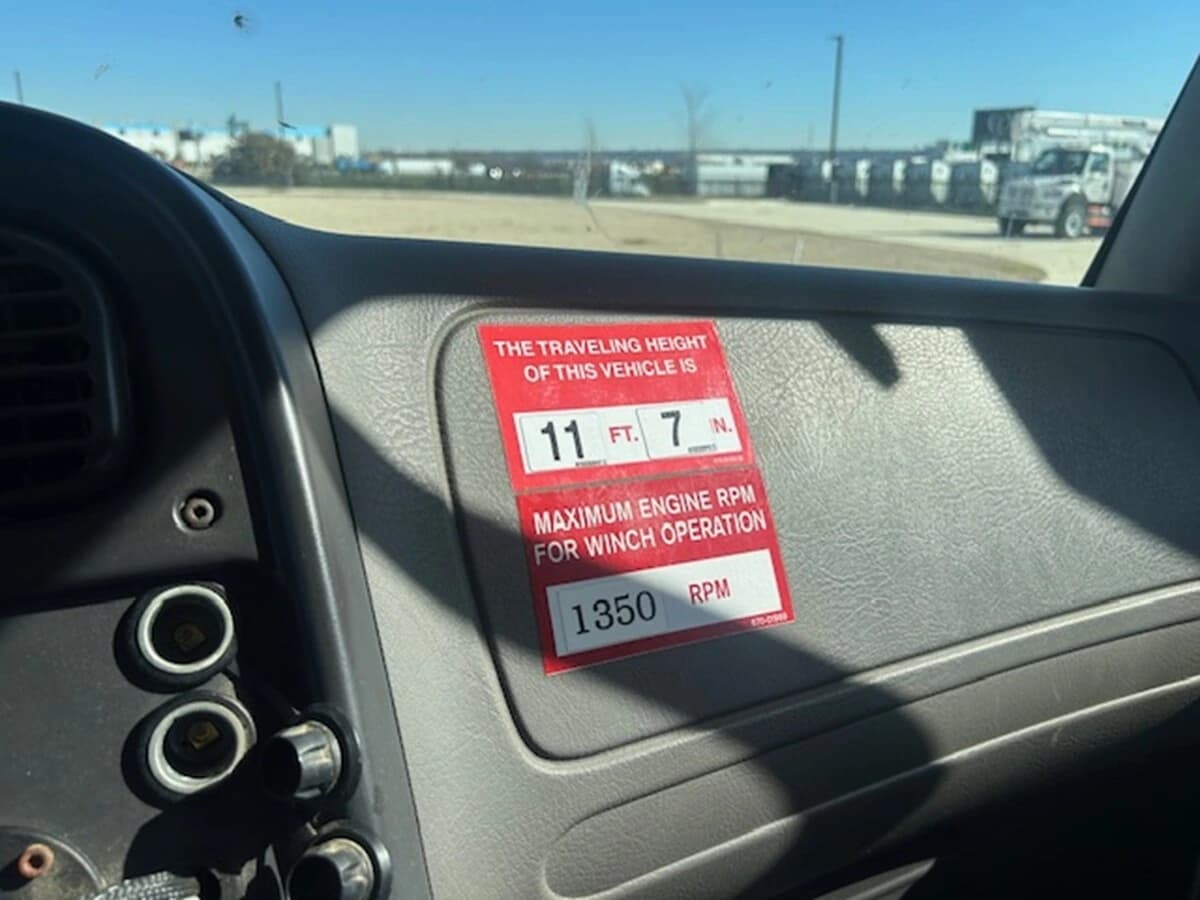 THE TRAVELING HEIGHT
OF THIS VEHICLE IS
11 FT. 7 IN.
MAXIMUM ENGINE RPM
FOR WINCH OPERATION
1350 RPM